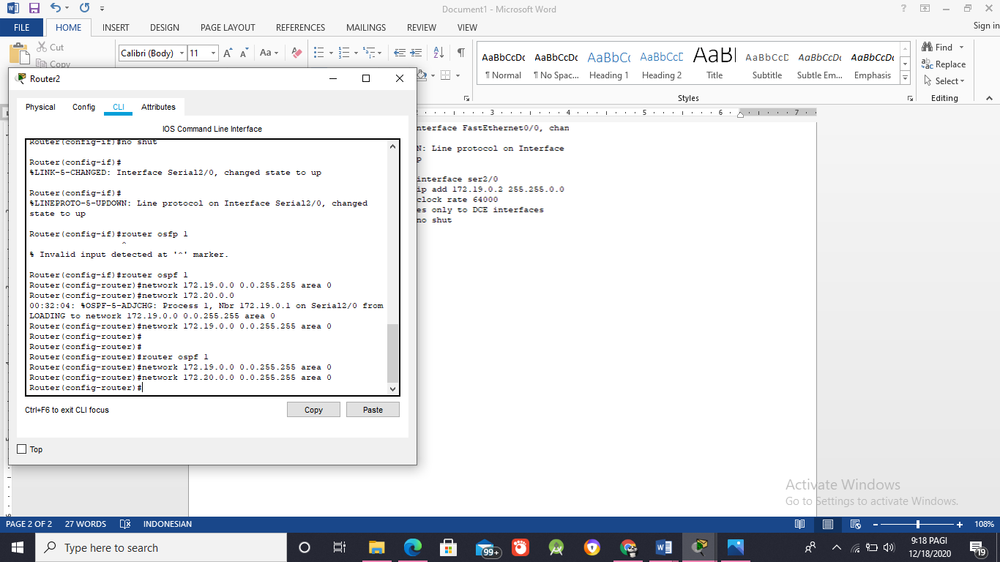 Document1 - Microsoft Word
FILE HOME INSERT DESIGN PAGE LAYOUT REFERENCES MAILINGS REVIEW VIEW Sign in
Cut
Copy
Calibri (Body) 11
AaBbCcDc AaBbCcDc AaBbCc AaBbCcD AaB AaBbCcD AaBbCcDc AaBbCcDc
¶ Normal ¶ No Spac... Heading 1 Heading 2 Title Subtitle Subtle Em... Emphasis
Styles
Find
Replace
Select
Editing
Router2
Physical Config CLI Attributes
IOS Command Line Interface
Router(config-if)#no shut
Router(config-if)#
%LINK-5-CHANGED: Interface Serial2/0, changed state to up
Router(config-if)#
%LINEPROTO-5-UPDOWN: Line protocol on Interface Serial2/0, changed
state to up
Router(config-if)#router osfp 1
^
% Invalid input detected at '^' marker.
Router(config-if)#router ospf 1
Router(config-router)#network 172.19.0.0 0.0.255.255 area 0
Router(config-router)#network 172.20.0.0
00:32:04: %OSPF-5-ADJCHG: Process 1, Nbr 172.19.0.1 on Serial2/0 from
LOADING to network 172.19.0.0 0.0.255.255 area 0
Router(config-router)#network 172.19.0.0 0.0.255.255 area 0
Router(config-router)#
Router(config-router)#
Router(config-router)#router ospf 1
Router(config-router)#network 172.19.0.0 0.0.255.255 area 0
Router(config-router)#network 172.20.0.0 0.0.255.255 area 0
Router(config-router)#
Ctrl+F6 to exit CLI focus
Copy Paste
Top
2 3 4 5 6 7
nterface FastEthernet0/0, chan
N: Line protocol on Interface
p
interface ser2/0
ip add 172.19.0.2 255.255.0.0
clock rate 64000
es only to DCE interfaces
no shut
Activate Windows
Go to Settings to activate Windows.
PAGE 2 OF 2 27 WORDS INDONESIAN 108%
Type here to search
99+
9:18 PAGI
12/18/2020
19